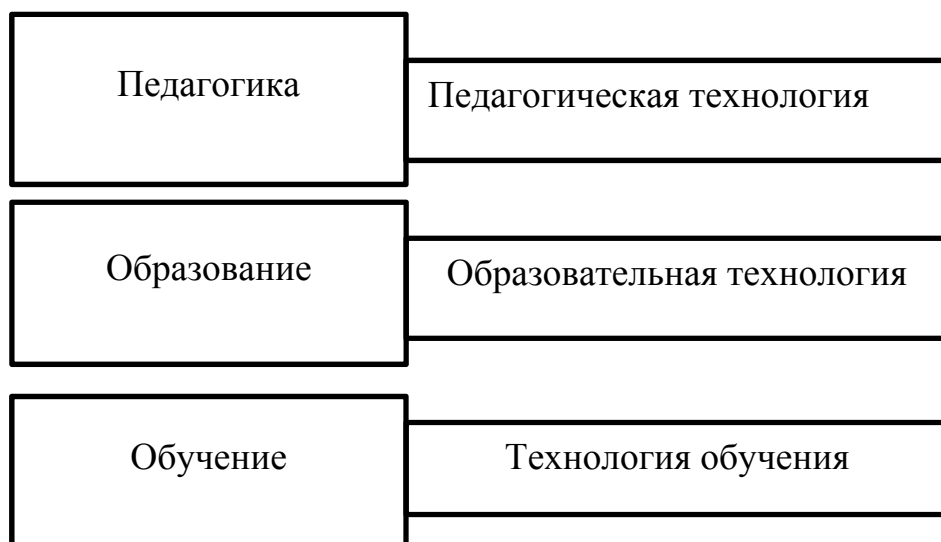 Педагогика
Педагогическая технология
Образование
Образовательная технология
Обучение
Технология обучения